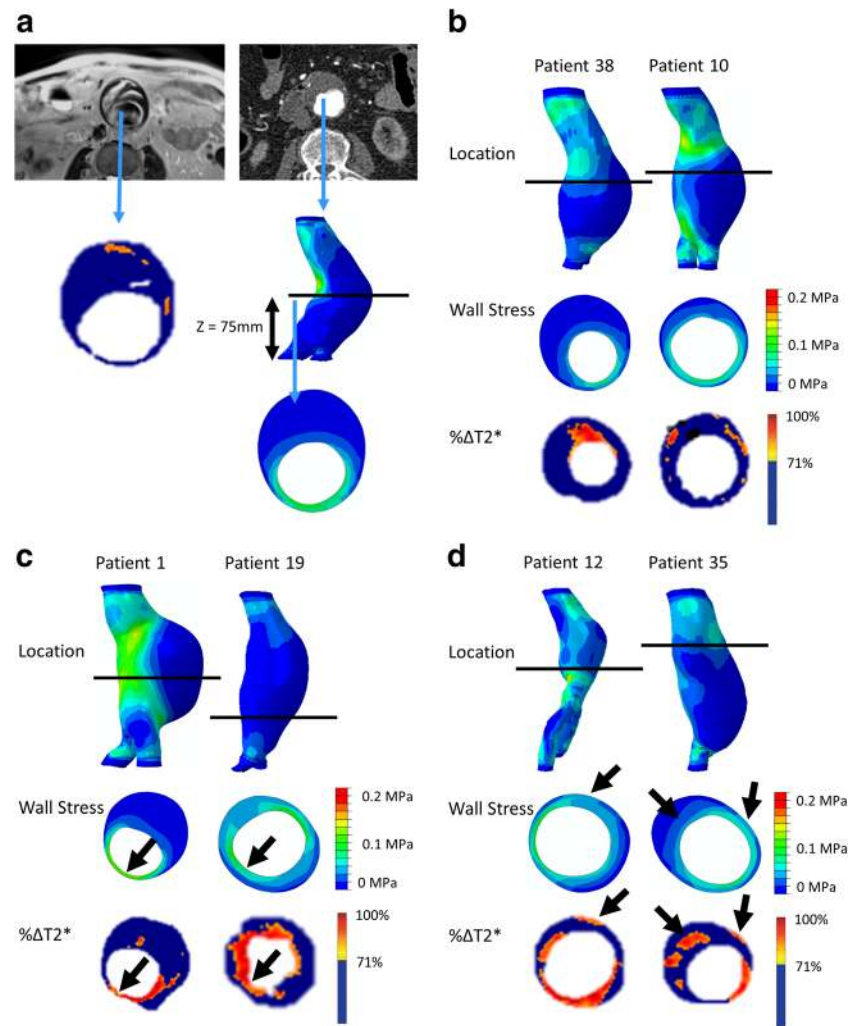 a
Z = 75mm
b
Patient 38 Patient 10
Location
Wall Stress
0.2 MPa
0.1 MPa
0 MPa
%ΔT2*
100%
71%
c
Patient 1 Patient 19
Location
Wall Stress
0.2 MPa
0.1 MPa
0 MPa
%ΔT2*
100%
71%
d
Patient 12 Patient 35
Location
Wall Stress
0.2 MPa
0.1 MPa
0 MPa
%ΔT2*
100%
71%